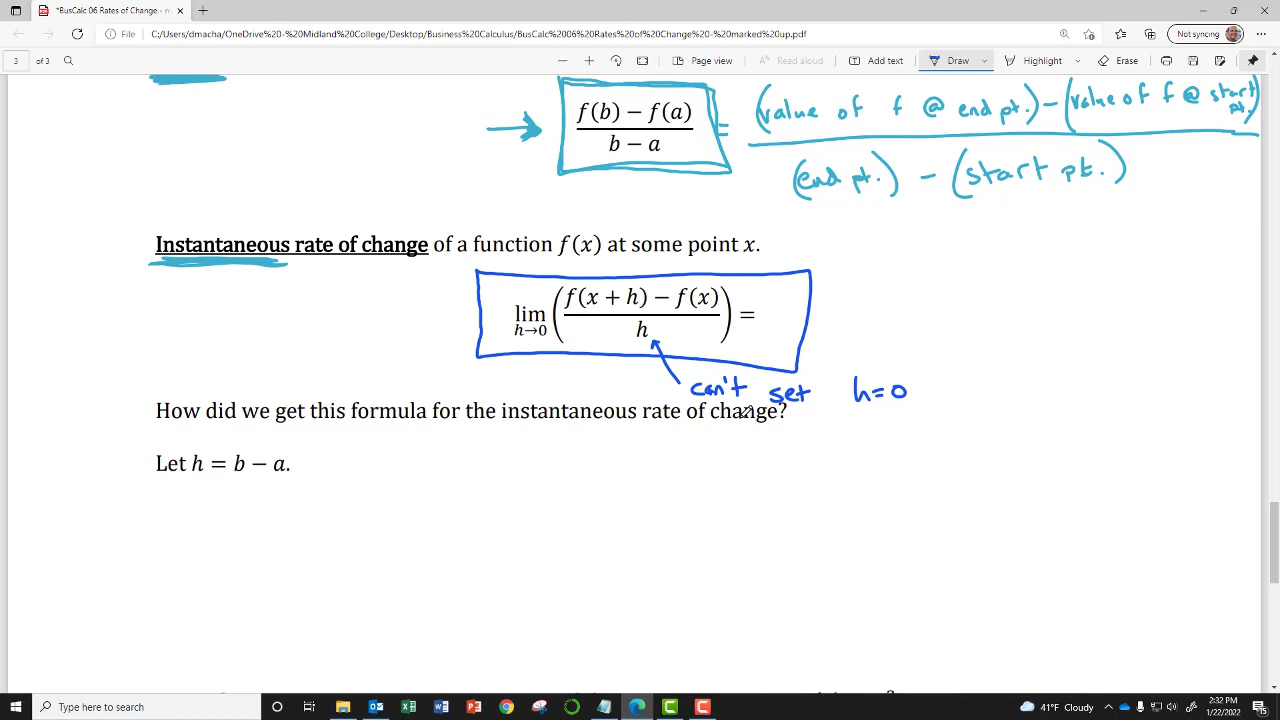 *BusCalc 06 Rates of Change - m
File
C:/Users/dmacha/OneDrive%20-%20Midland%20College/Desktop/Business%20Calculus/BusCalc%2006%20Rates%20of%20Change%20-%20marked%20up.pdf
Not syncing
3 of 3
Page view
Read aloud
Add text
Draw
Highlight
Erase
f(b) − f(a) / b − a = (value of f @ end pt.) − (value of f @ start pt.) / (end pt.) − (start pt.)
Instantaneous rate of change of a function f(x) at some point x.
lim h→0 (f(x + h) − f(x) / h) =
can't set h=0
How did we get this formula for the instantaneous rate of change?
Let h = b − a.
Type here to search
41°F Cloudy
2:32 PM
1/22/2022